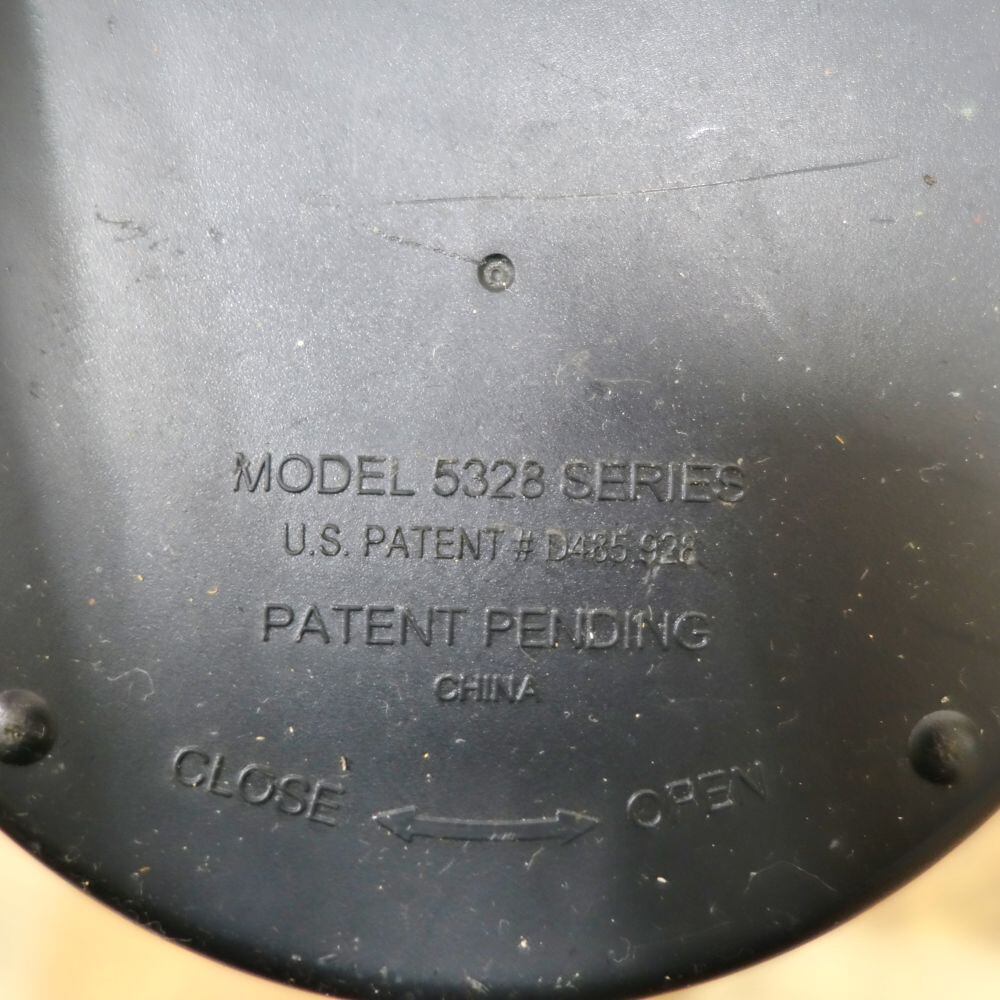 MODEL 5328 SERIES
U.S. PATENT # D485,928
PATENT PENDING
CHINA
CLOSE OPEN